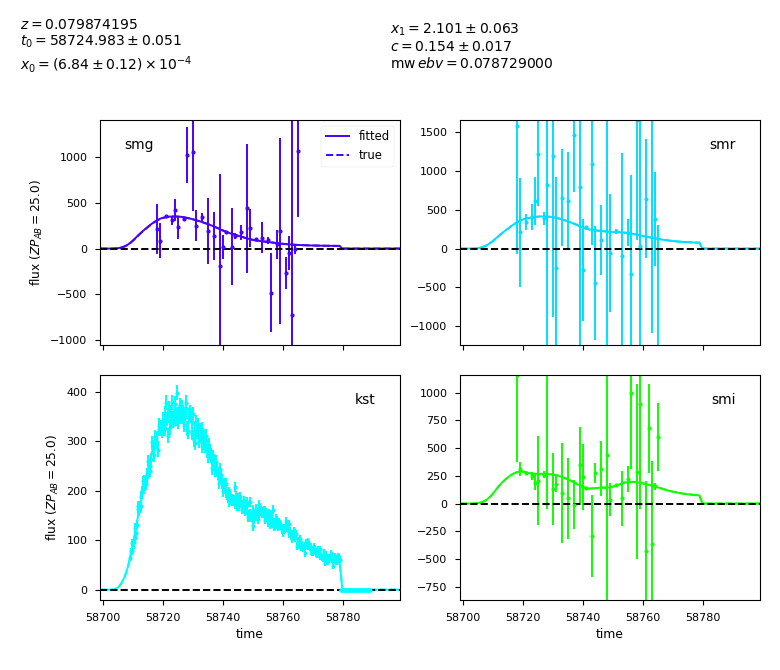 z = 0.079874195
t₀ = 58724.983 ± 0.051
x₀ = (6.84 ± 0.12) × 10⁻⁴
x₁ = 2.101 ± 0.063
c = 0.154 ± 0.017
mw ebv = 0.078729000
smg
fitted
true
1000
500
0
−500
−1000
flux (ZP_AB = 25.0)
smr
1500
1000
500
0
−500
−1000
kst
400
300
200
100
0
flux (ZP_AB = 25.0)
58700 58720 58740 58760 58780
time
smi
1000
750
500
250
0
−250
−500
−750
58700 58720 58740 58760 58780
time